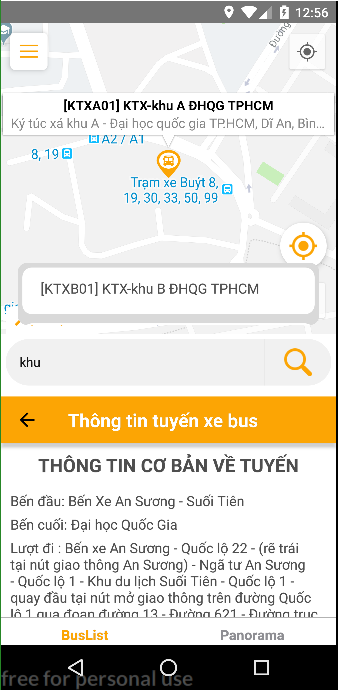 12:56
Đường
[KTXA01] KTX-khu A ĐHQG TPHCM
Ký túc xá khu A - Đại học quốc gia TP.HCM, Dĩ An, Bìn...
A2 / A1
8, 19
Trạm xe Buýt 8,
19, 30, 33, 50, 99
[KTXB01] KTX-khu B ĐHQG TPHCM
khu
Thông tin tuyến xe bus
THÔNG TIN CƠ BẢN VỀ TUYẾN
Bến đầu: Bến Xe An Sương - Suối Tiên
Bến cuối: Đại học Quốc Gia
Lượt đi : Bến xe An Sương - Quốc lộ 22 - (rẽ trái
tại nút giao thông An Sương) - Ngã tư An Sương
- Quốc lộ 1 - Khu du lịch Suối Tiên - Quốc lộ 1 -
quay đầu tại nút mở giao thông trên đường Quốc
lộ 1 qua đoạn đường 13 - Đường 621 - Đường trục
BusList Panorama
free for personal use